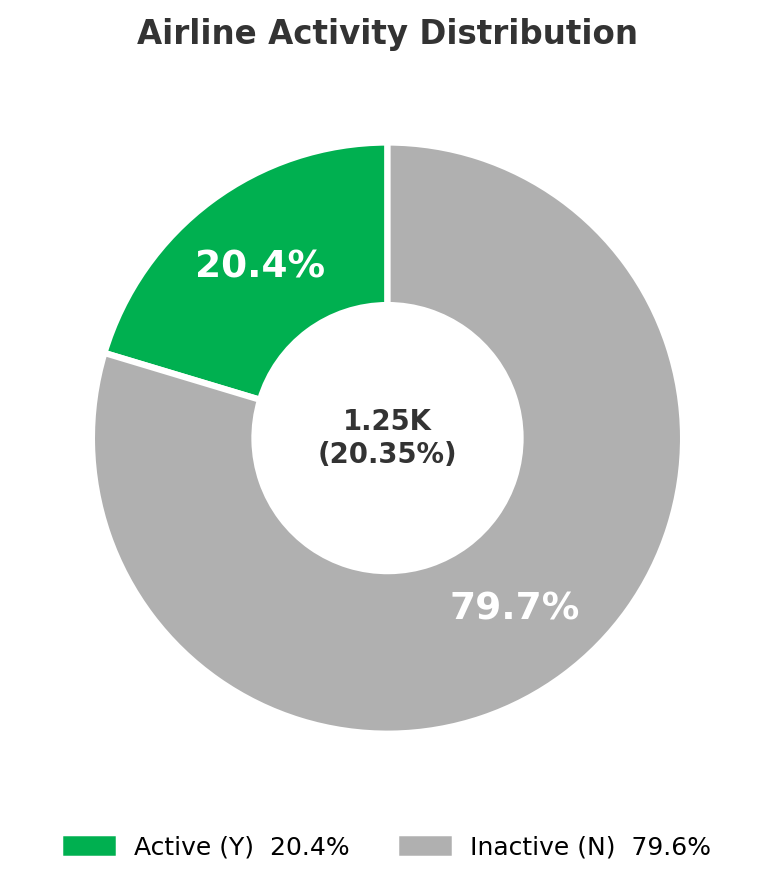 Airline Activity Distribution
20.4%
1.25K
(20.35%)
79.7%
Active (Y)  20.4%
Inactive (N)  79.6%